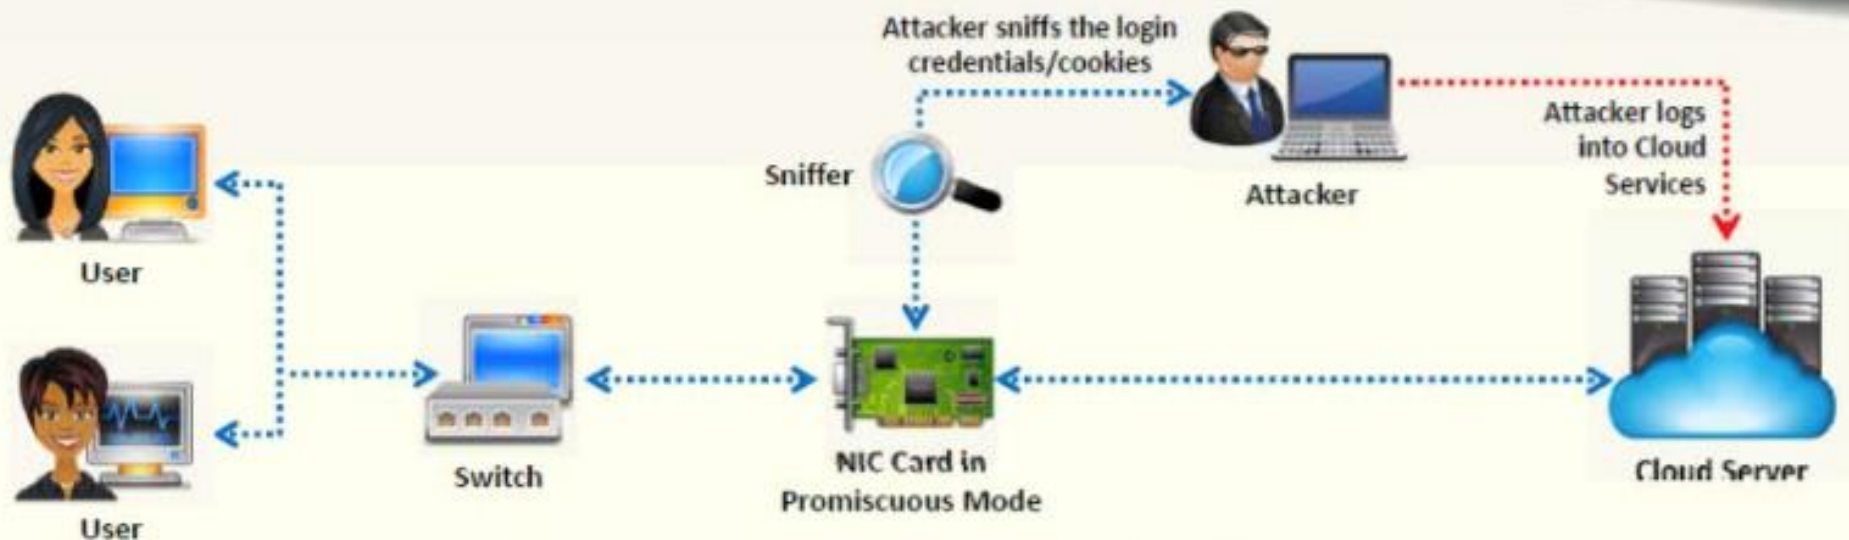 Attacker sniffs the login
credentials/cookies
Attacker logs
into Cloud
Services
Sniffer
Attacker
User
Switch
NIC Card in
Promiscuous Mode
Cloud Server
User